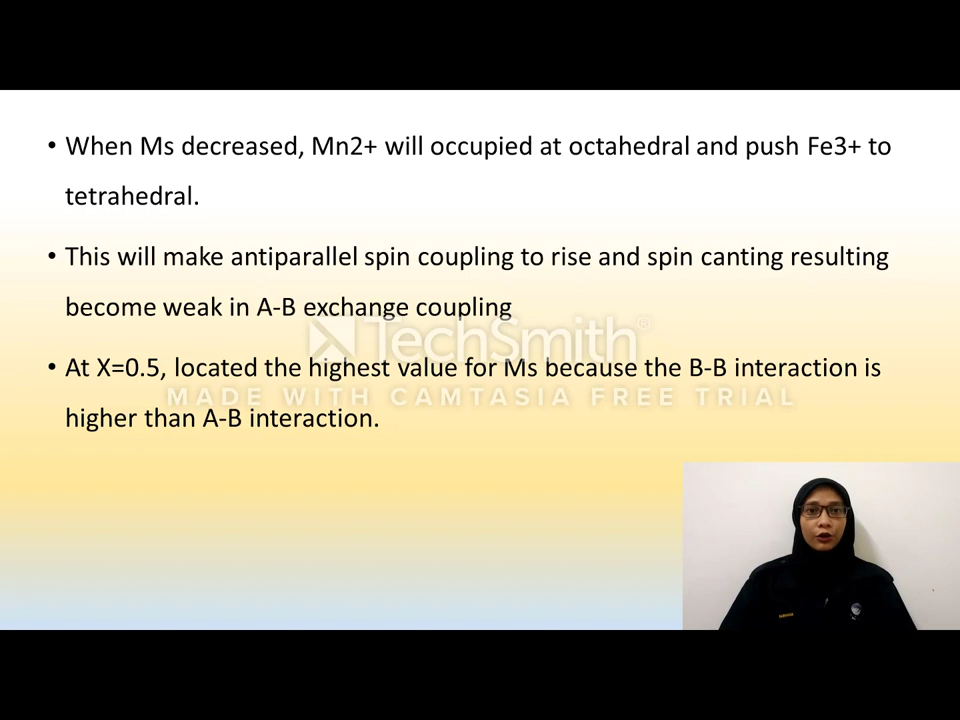 • When Ms decreased, Mn2+ will occupied at octahedral and push Fe3+ to
tetrahedral.
• This will make antiparallel spin coupling to rise and spin canting resulting
become weak in A-B exchange coupling
TechSmith®
• At X=0.5, located the highest value for Ms because the B-B interaction is
MADE WITH CAMTASIA FREE TRIAL
higher than A-B interaction.